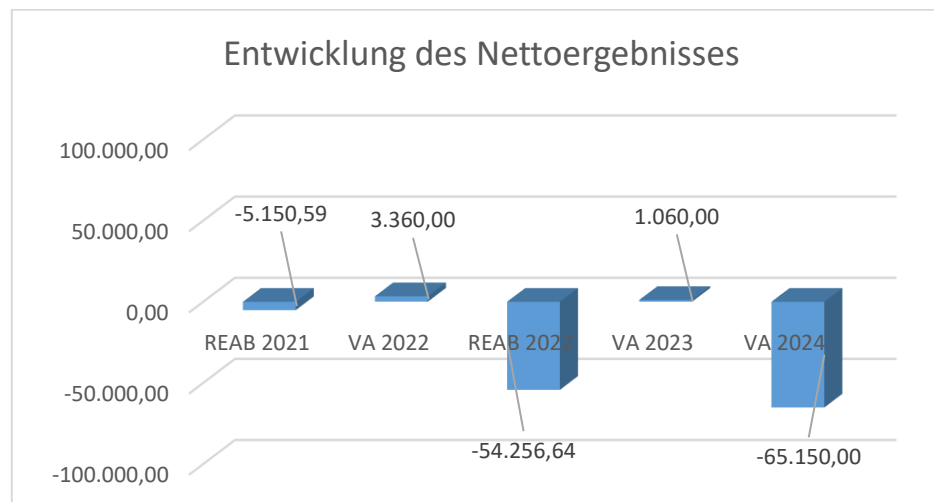 Entwicklung des Nettoergebnisses
100.000,00
50.000,00
0,00
-50.000,00
-100.000,00
-5.150,59
3.360,00
-54.256,64
1.060,00
-65.150,00
REAB 2021
VA 2022
REAB 2022
VA 2023
VA 2024